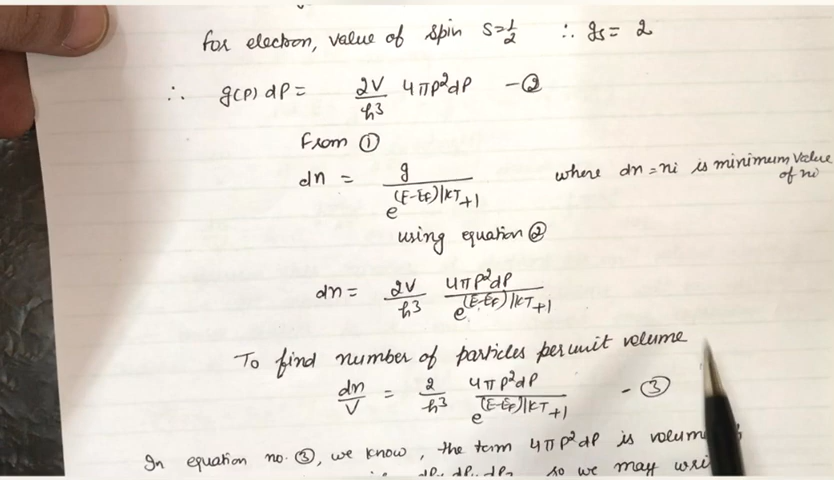 for electron, value of spin S=1/2 ∴ gs = 2
∴ g(P) dP = 2V/h³ 4πP²dP - ②
from ①
dn = g / e^(E-EF)|KT +1 where dn = ni is minimum value of ni
using equation ②
dn = 2V/h³ 4πP²dP / e^(E-EF)|KT +1
To find number of particles per unit volume
dn/V = 2/h³ 4πP²dP / e^(E-EF)|KT +1 - ③
In equation no. ③, we know, the term 4πP²dP is volum
so we may wri